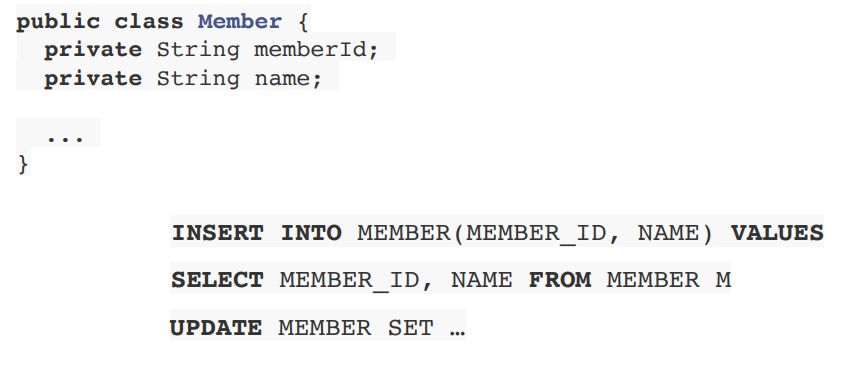 public class Member {
private String memberId;
private String name;
...
}
INSERT INTO MEMBER(MEMBER_ID, NAME) VALUES
SELECT MEMBER_ID, NAME FROM MEMBER M
UPDATE MEMBER SET …